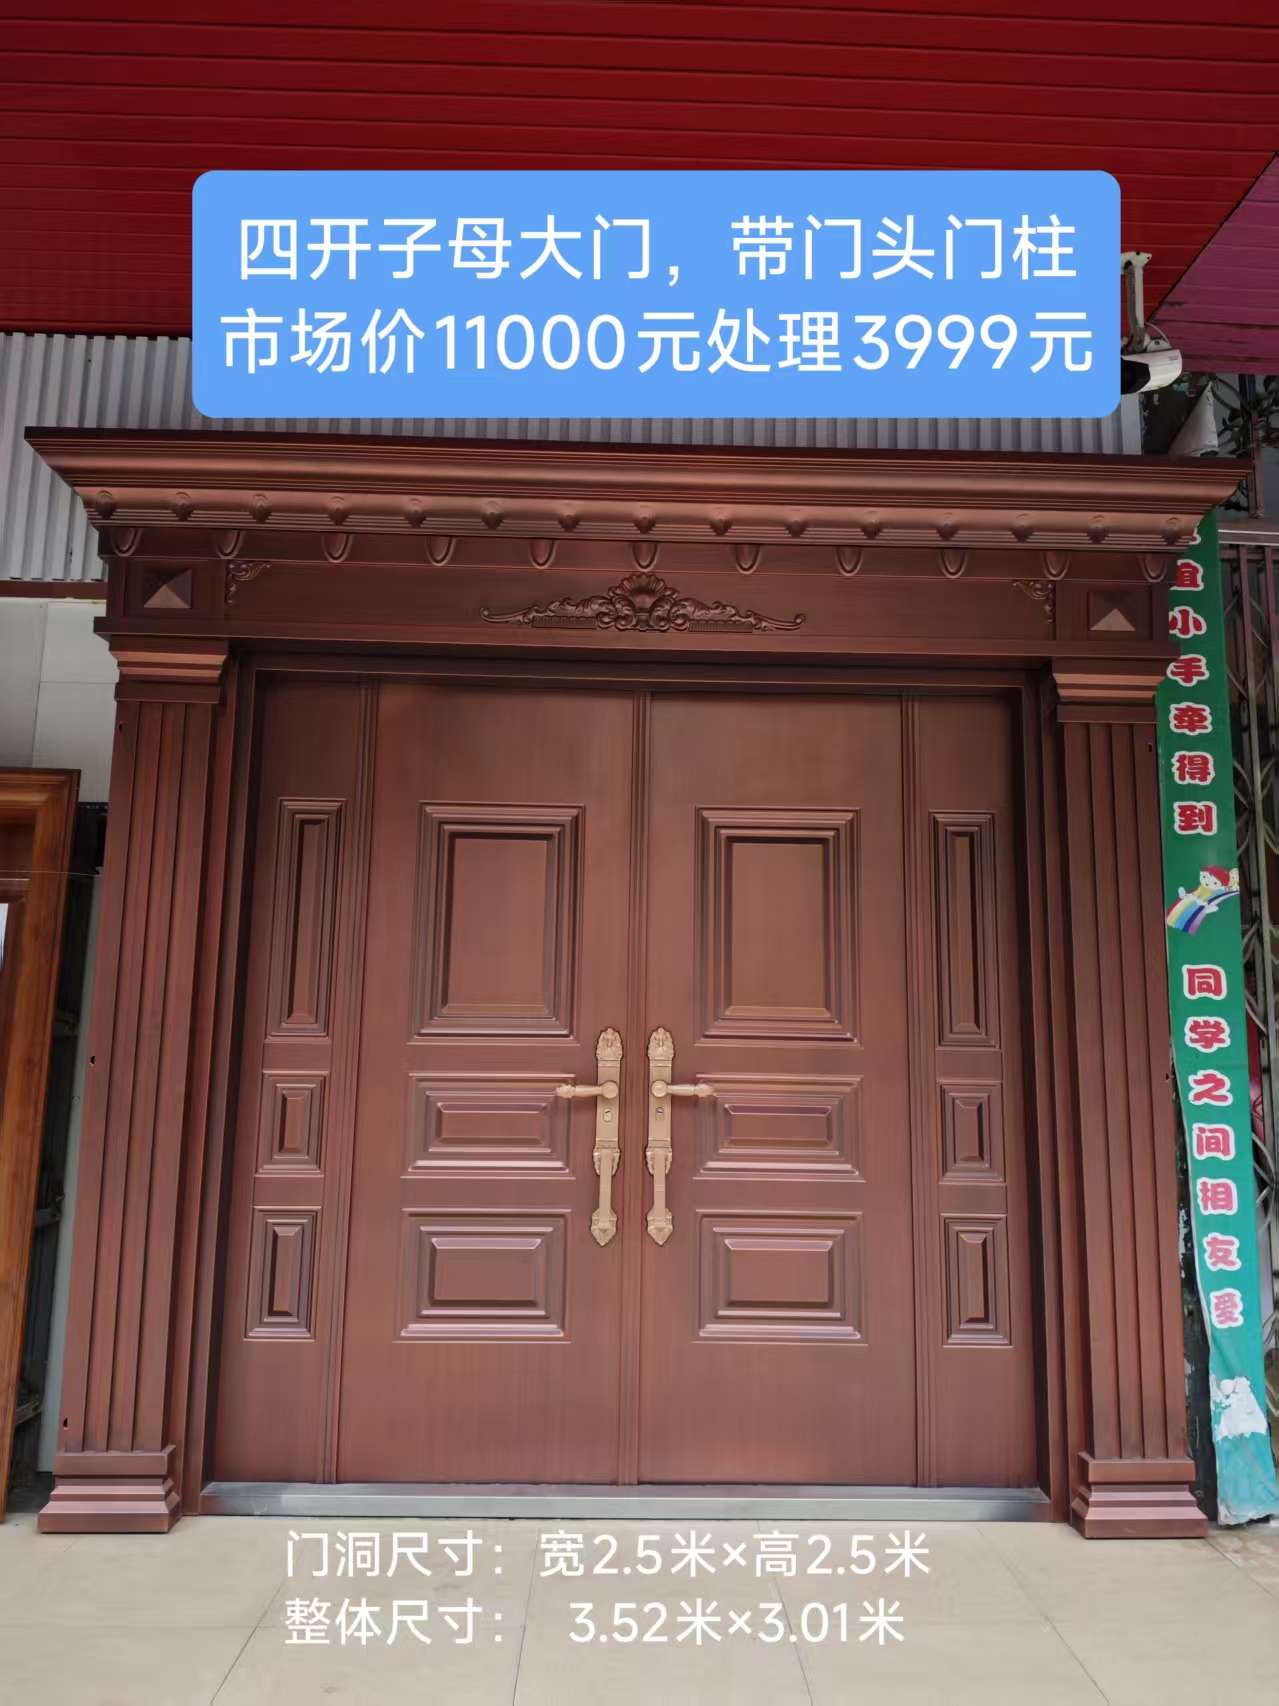 四开子母大门，带门头门柱
市场价11000元处理3999元
谊小手牵得到
同学之间相友爱
门洞尺寸：宽2.5米×高2.5米
整体尺寸： 3.52米×3.01米